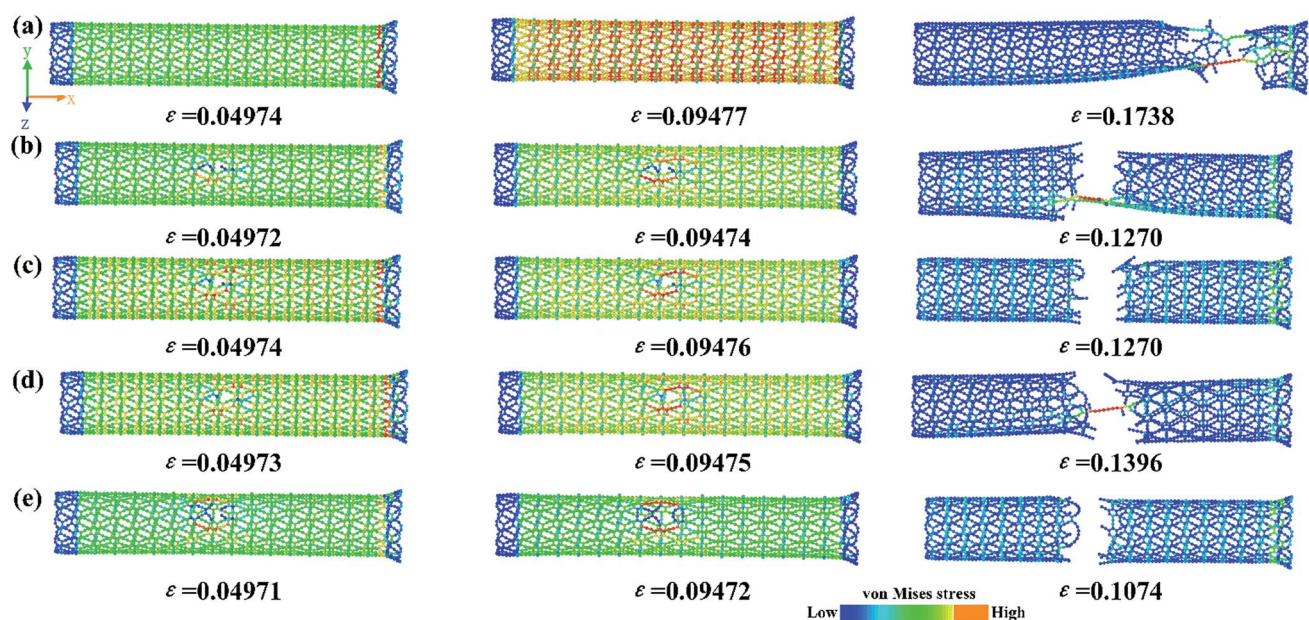 (a)
y
x
z
ε =0.04974 ε =0.09477 ε =0.1738
(b)
ε =0.04972 ε =0.09474 ε =0.1270
(c)
ε =0.04974 ε =0.09476 ε =0.1270
(d)
ε =0.04973 ε =0.09475 ε =0.1396
(e)
ε =0.04971 ε =0.09472 ε =0.1074
von Mises stress
Low High